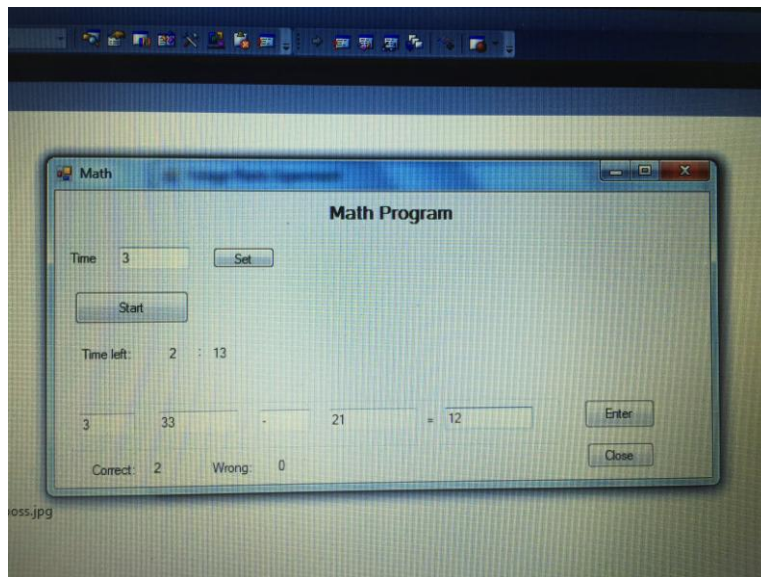 Math
Math Program
Time 3 Set
Start
Time left: 2 : 13
3 33 - 21 = 12 Enter
Correct: 2 Wrong: 0 Close
oss.jpg